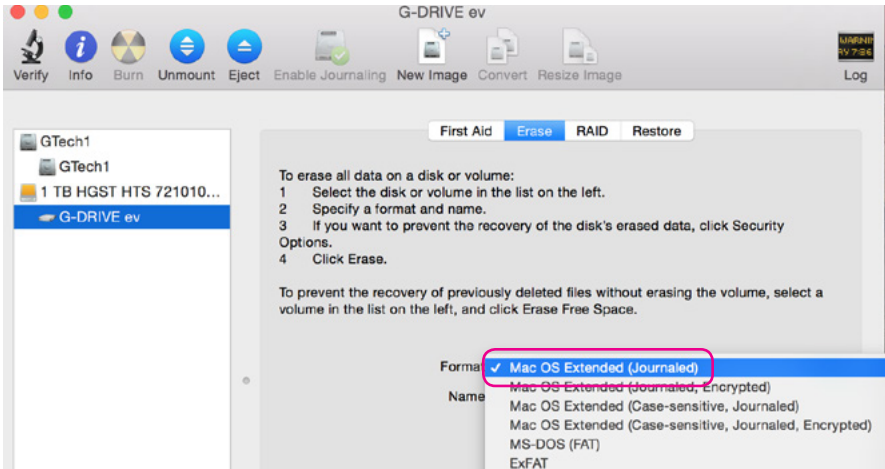 G-DRIVE ev
Verify Info Burn Unmount Eject Enable Journaling New Image Convert Resize Image Log
WARNIN
AY 7:86
GTech1
GTech1
1 TB HGST HTS 721010...
G-DRIVE ev
First Aid Erase RAID Restore
To erase all data on a disk or volume:
1 Select the disk or volume in the list on the left.
2 Specify a format and name.
3 If you want to prevent the recovery of the disk's erased data, click Security
Options.
4 Click Erase.
To prevent the recovery of previously deleted files without erasing the volume, select a
volume in the list on the left, and click Erase Free Space.
Forma ✓ Mac OS Extended (Journaled)
Mac OS Extended (Journaled, Encrypted)
Name
Mac OS Extended (Case-sensitive, Journaled)
Mac OS Extended (Case-sensitive, Journaled, Encrypted)
MS-DOS (FAT)
ExFAT